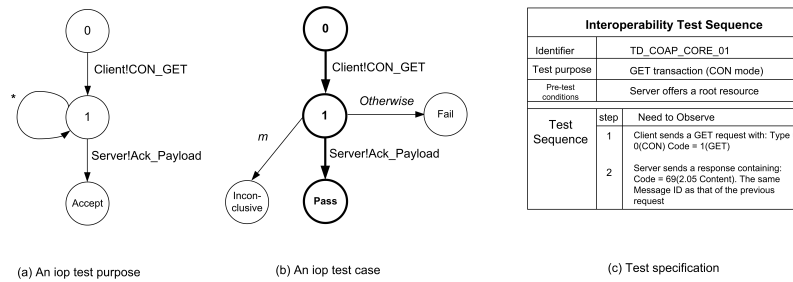 0
Client!CON_GET
*
1
Server!Ack_Payload
Accept
(a) An iop test purpose
0
Client!CON_GET
Otherwise
1
Fail
m
Server!Ack_Payload
Incon-
clusive
Pass
(b) An iop test case
Interoperability Test Sequence
Identifier TD_COAP_CORE_01
Test purpose GET transaction (CON mode)
Pre-test
conditions
Server offers a root resource
Test
Sequence
step Need to Observe
1 Client sends a GET request with: Type
0(CON) Code = 1(GET)
2 Server sends a response containing:
Code = 69(2.05 Content). The same
Message ID as that of the previous
request
(c) Test specification